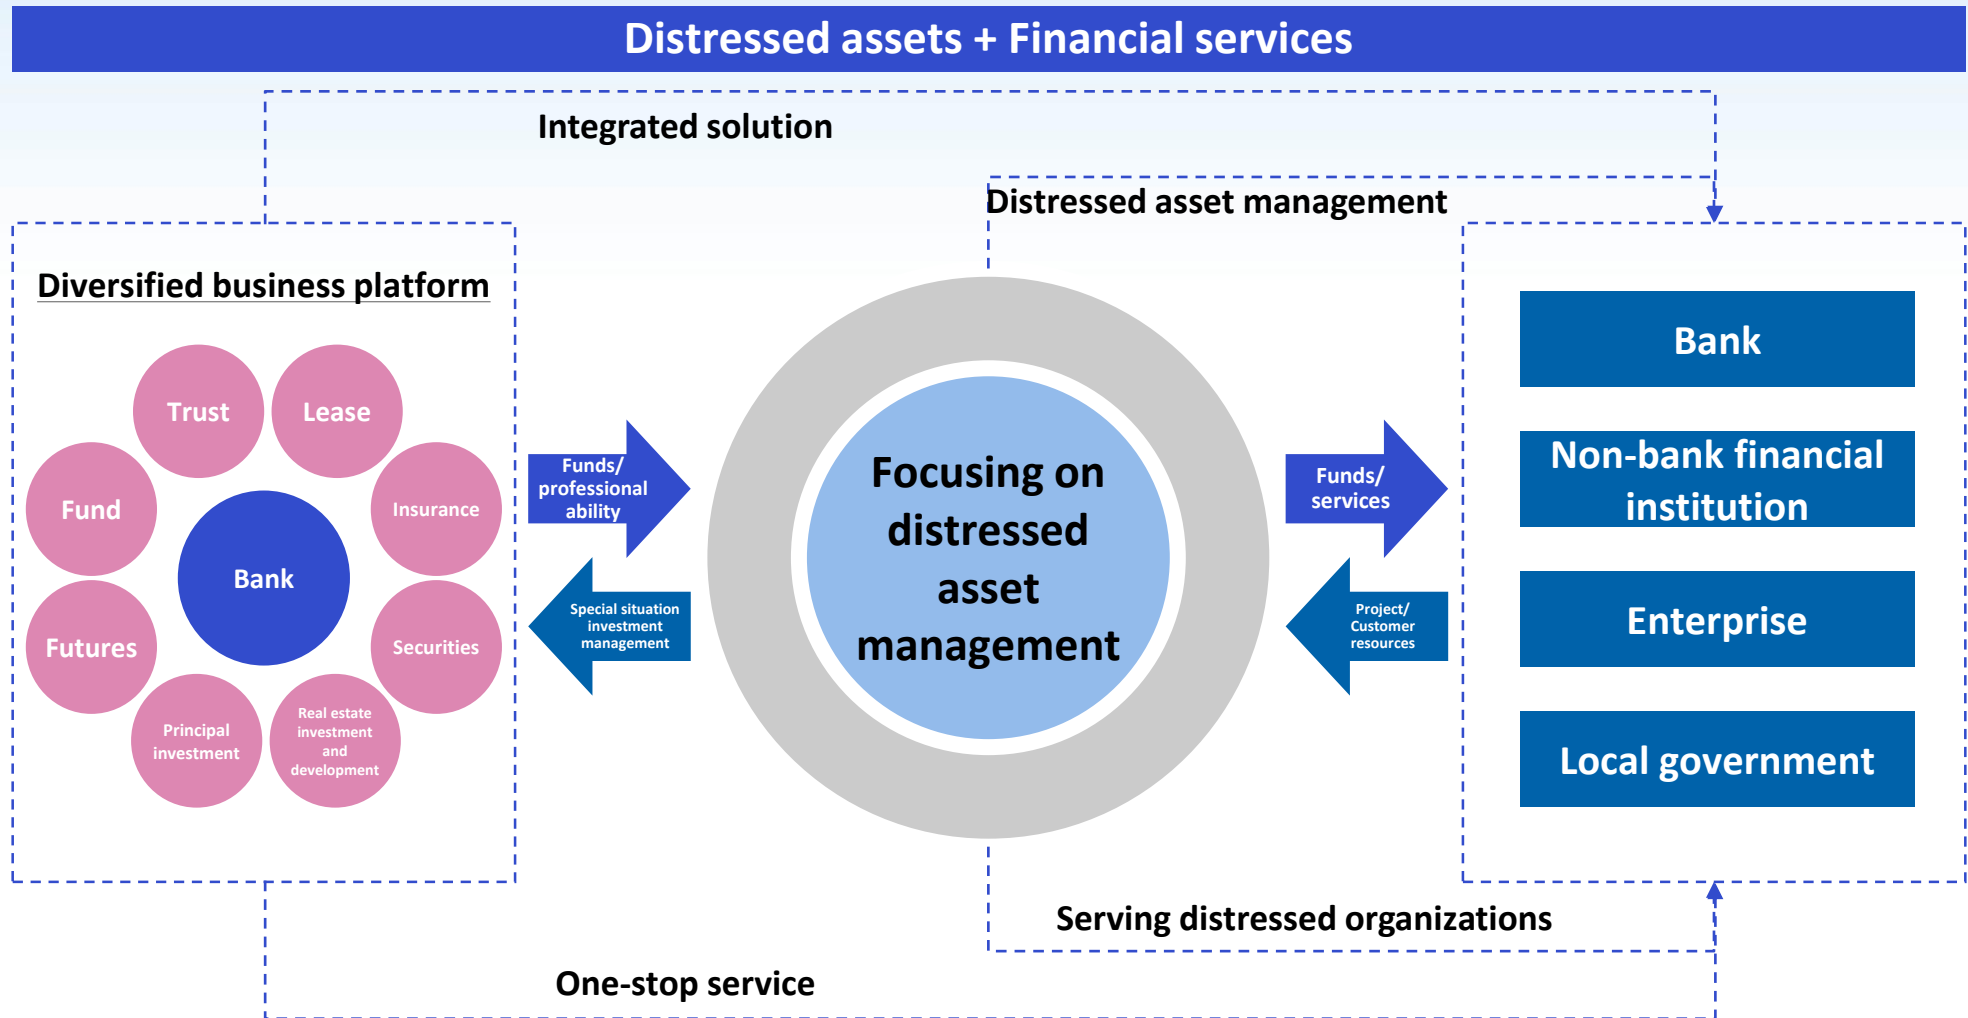 Distressed assets + Financial services
Integrated solution
Distressed asset management
Diversified business platform
Trust
Lease
Fund
Insurance
Bank
Futures
Securities
Principal
investment
Real estate
investment
and
development
Funds/
professional
ability
Special situation
investment
management
Focusing on
distressed
asset
management
Funds/
services
Project/
Customer
resources
Bank
Non-bank financial
institution
Enterprise
Local government
Serving distressed organizations
One-stop service